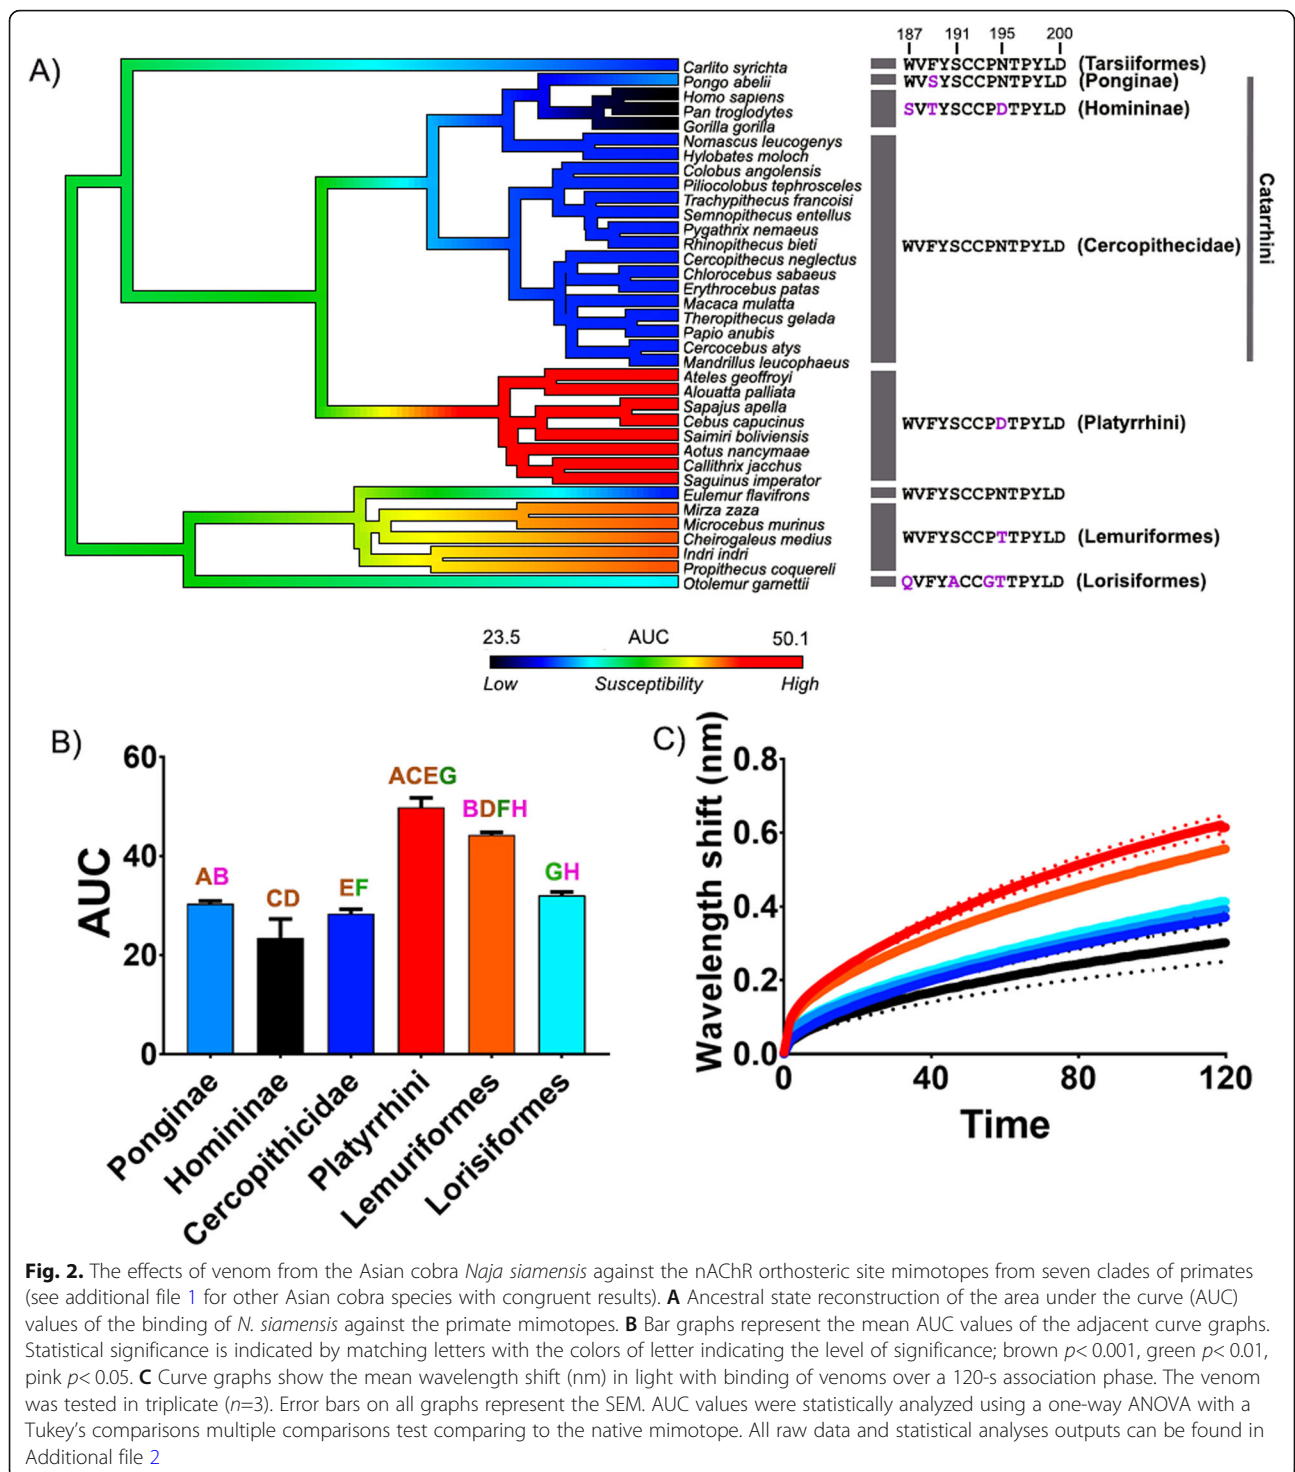 A)
187 191 195 200
Carlito syrichta WVFYSCCPNTPYLD (Tarsiiformes)
Pongo abelii WVSYSCCPNTPYLD (Ponginae)
Homo sapiens
Pan troglodytes SVTYSCCPDTPYLD (Homininae)
Gorilla gorilla
Nomascus leucogenys
Hylobates moloch
Colobus angolensis
Piliocolobus tephrosceles
Trachypithecus francoisi
Semnopithecus entellus
Pygathrix nemaeus
Rhinopithecus bieti WVFYSCCPNTPYLD (Cercopithecidae)
Catarrhini
Cercopithecus neglectus
Chlorocebus sabaeus
Erythrocebus patas
Macaca mulatta
Theropithecus gelada
Papio anubis
Cercocebus atys
Mandrillus leucophaeus
Ateles geoffroyi
Alouatta palliata
Sapajus apella
Cebus capucinus WVFYSCCPDTPYLD (Platyrrhini)
Saimiri boliviensis
Aotus nancymaae
Callithrix jacchus
Saguinus imperator
Eulemur flavifrons WVFYSCCPNTPYLD
Mirza zaza
Microcebus murinus
Cheirogaleus medius WVFYSCCPTTPYLD (Lemuriformes)
Indri indri
Propithecus coquereli
Otolemur garnettii QVFYACCGTTPYLD (Lorisiformes)
23.5 AUC 50.1
Low Susceptibility High
B)
AUC
60
40
20
0
AB
CD
EF
ACEG
BDFH
GH
Ponginae
Homininae
Cercopithicidae
Platyrrhini
Lemuriformes
Lorisiformes
C)
Wavelength shift (nm)
0.8
0.6
0.4
0.2
0.0
0 40 80 120
Time
Fig. 2. The effects of venom from the Asian cobra Naja siamensis against the nAChR orthosteric site mimotopes from seven clades of primates
(see additional file 1 for other Asian cobra species with congruent results). A Ancestral state reconstruction of the area under the curve (AUC)
values of the binding of N. siamensis against the primate mimotopes. B Bar graphs represent the mean AUC values of the adjacent curve graphs.
Statistical significance is indicated by matching letters with the colors of letter indicating the level of significance; brown p< 0.001, green p< 0.01,
pink p< 0.05. C Curve graphs show the mean wavelength shift (nm) in light with binding of venoms over a 120-s association phase. The venom
was tested in triplicate (n=3). Error bars on all graphs represent the SEM. AUC values were statistically analyzed using a one-way ANOVA with a
Tukey's comparisons multiple comparisons test comparing to the native mimotope. All raw data and statistical analyses outputs can be found in
Additional file 2